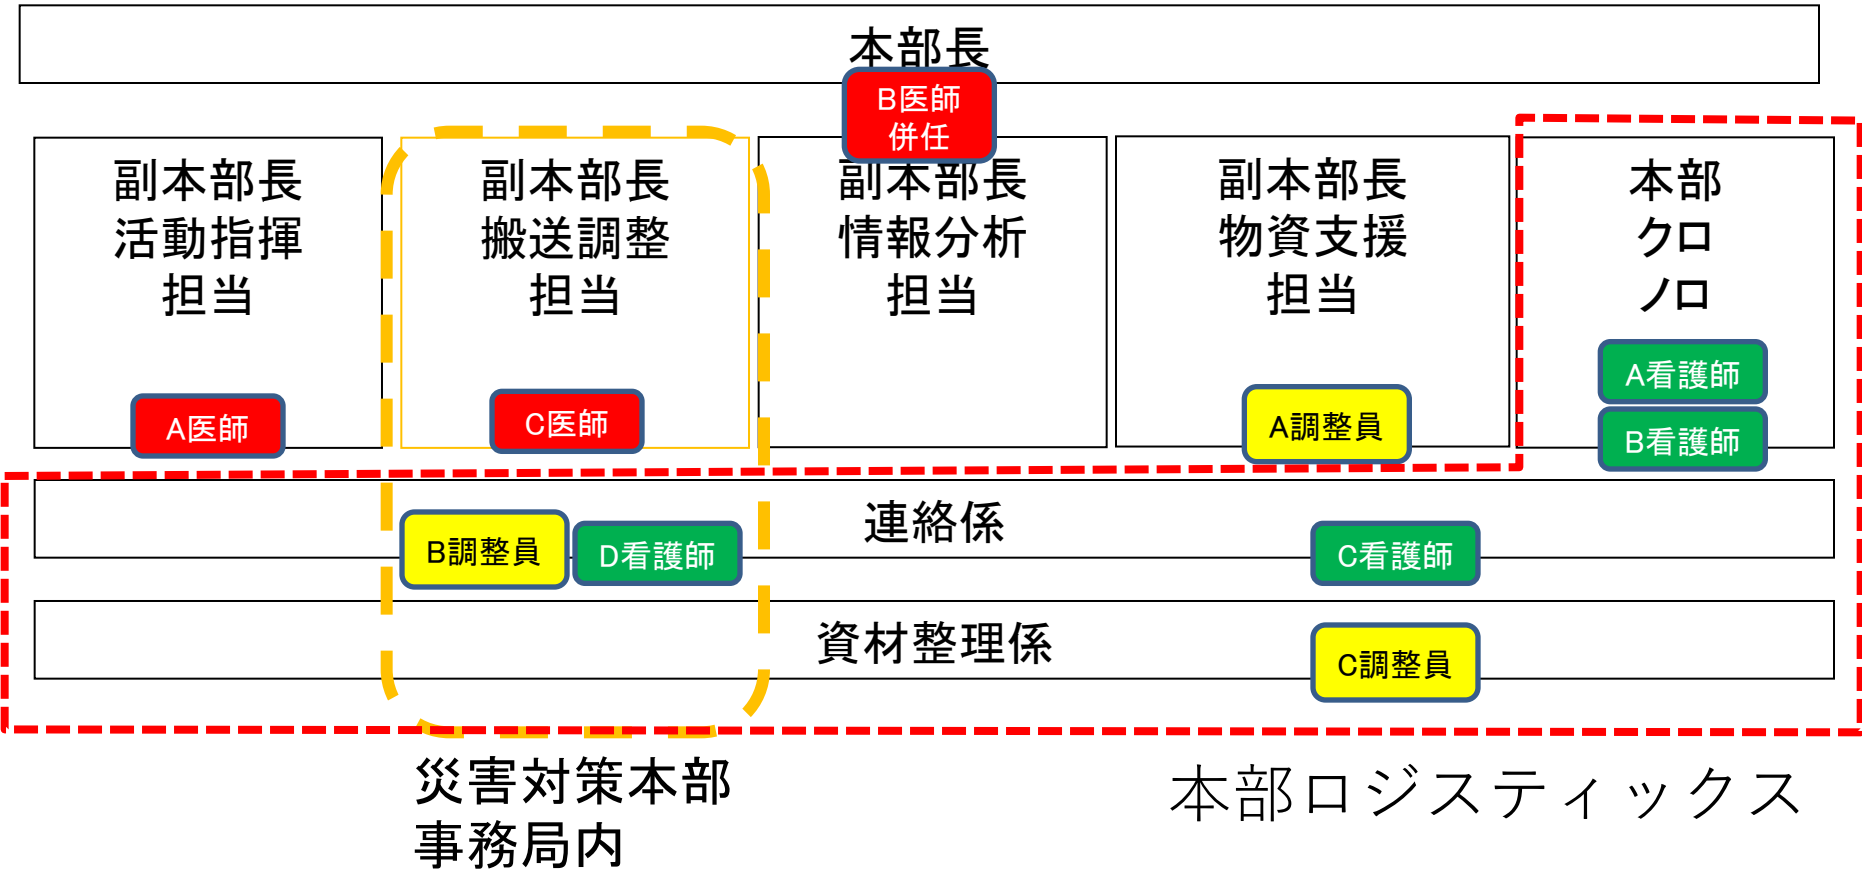 本部長
B医師
併任
副本部長
活動指揮
担当
A医師
副本部長
搬送調整
担当
C医師
副本部長
情報分析
担当
副本部長
物資支援
担当
A調整員
本部
クロ
ノロ
A看護師
B看護師
連絡係
B調整員
D看護師
C看護師
資材整理係
C調整員
災害対策本部
事務局内
本部ロジスティックス